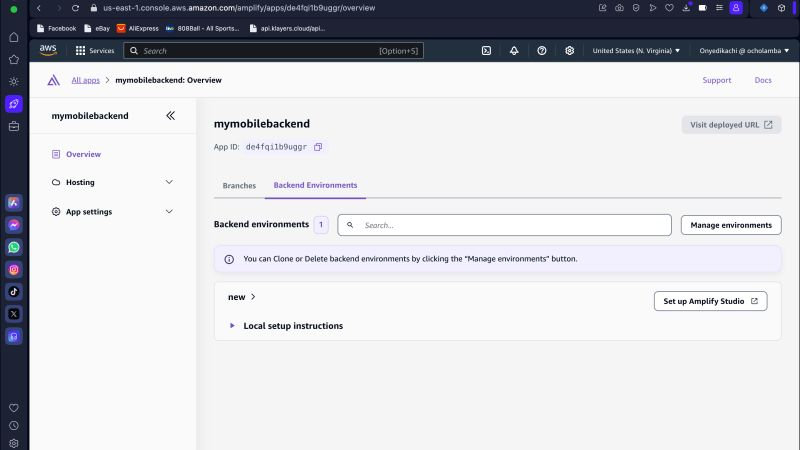 us-east-1.console.aws.amazon.com/amplify/apps/de4fqi1b9uggr/overview
Facebook eBay AliExpress 808Ball - All Sports... api.klayers.cloud/api...
aws Services Search [Option+S] United States (N. Virginia) Onyedikachi @ ocholamba
All apps > mymobilebackend: Overview Support Docs
mymobilebackend
Overview
Hosting
App settings
mymobilebackend Visit deployed URL
App ID: de4fqi1b9uggr
Branches Backend Environments
Backend environments 1 Search... Manage environments
You can Clone or Delete backend environments by clicking the “Manage environments” button.
new Set up Amplify Studio
Local setup instructions